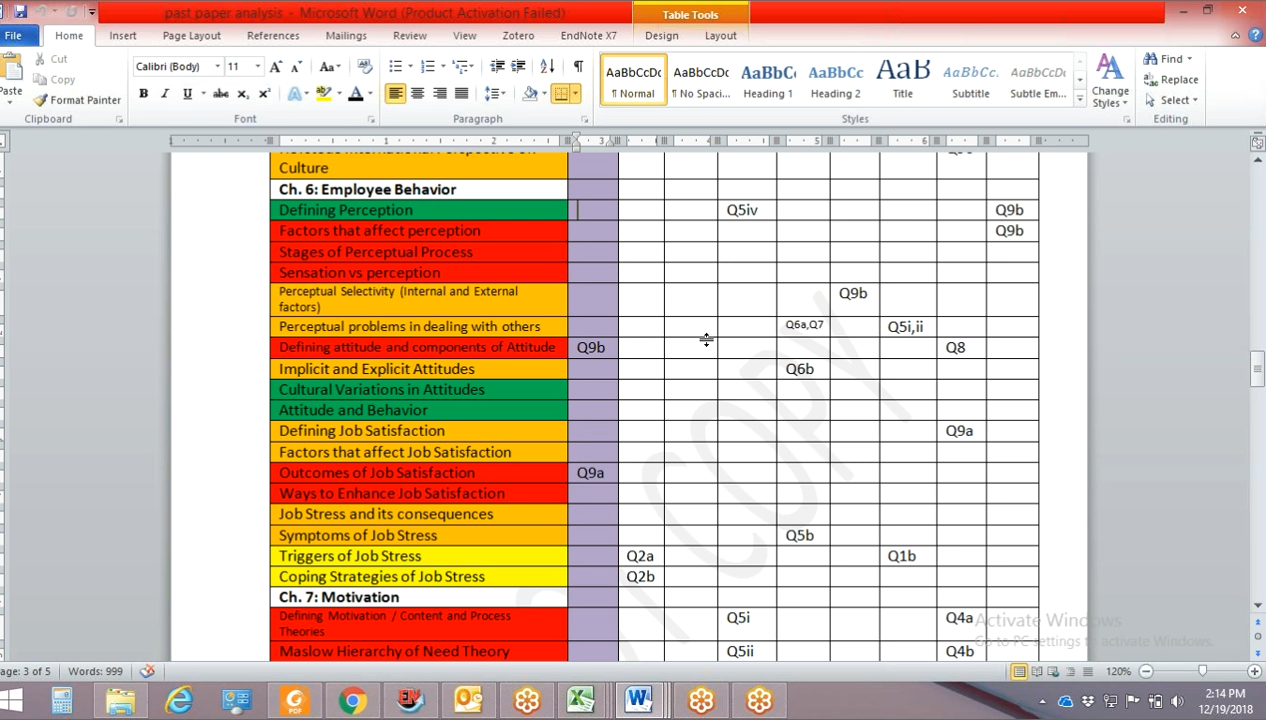 past paper analysis - Microsoft Word (Product Activation Failed)
Table Tools
File Home Insert Page Layout References Mailings Review View Zotero EndNote X7 Design Layout
Cut
Copy
Paste
Format Painter
Clipboard
Calibri (Body) 11
Font
Paragraph
AaBbCcDc AaBbCcDc AaBbC AaBbCc AaB AaBbCc. AaBbCcDc
¶ Normal ¶ No Spaci... Heading 1 Heading 2 Title Subtitle Subtle Em...
Change Styles
Styles
Find
Replace
Select
Editing
2 3 4 5 6
Culture
Ch. 6: Employee Behavior
Defining Perception Q5iv Q9b
Factors that affect perception Q9b
Stages of Perceptual Process
Sensation vs perception
Perceptual Selectivity (Internal and External
factors) Q9b
Perceptual problems in dealing with others Q6a,Q7 Q5i,ii
Defining attitude and components of Attitude Q9b Q8
Implicit and Explicit Attitudes Q6b
Cultural Variations in Attitudes
Attitude and Behavior
Defining Job Satisfaction Q9a
Factors that affect Job Satisfaction
Outcomes of Job Satisfaction Q9a
Ways to Enhance Job Satisfaction
Job Stress and its consequences
Symptoms of Job Stress Q5b
Triggers of Job Stress Q2a Q1b
Coping Strategies of Job Stress Q2b
Ch. 7: Motivation
Defining Motivation / Content and Process
Theories Q5i Q4a
Maslow Hierarchy of Need Theory Q5ii Q4b
COPY
Activate Windows
Go to PC settings to activate Windows.
Page: 3 of 5 Words: 999 120%
2:14 PM
12/19/2018